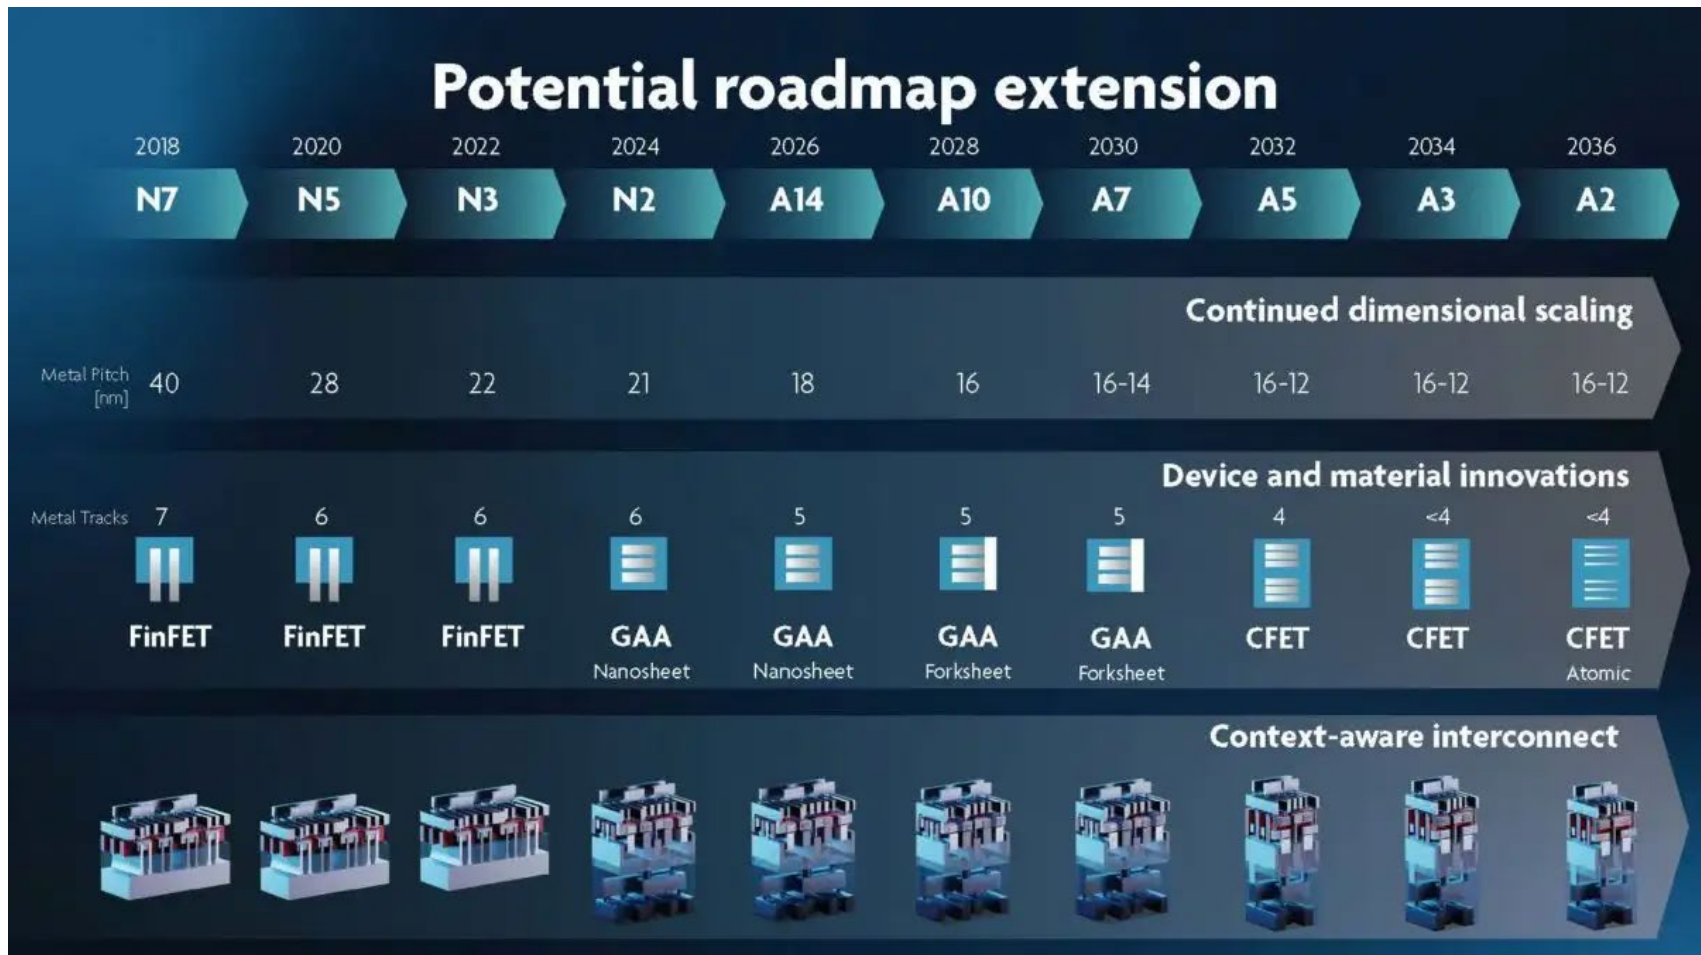 Potential roadmap extension
2018 2020 2022 2024 2026 2028 2030 2032 2034 2036
N7 N5 N3 N2 A14 A10 A7 A5 A3 A2
Continued dimensional scaling
Metal Pitch
[nm]
40 28 22 21 18 16 16-14 16-12 16-12 16-12
Device and material innovations
Metal Tracks 7 6 6 6 5 5 5 4 <4 <4
FinFET FinFET FinFET GAA GAA GAA GAA CFET CFET CFET
Nanosheet Nanosheet Forksheet Forksheet Atomic
Context-aware interconnect